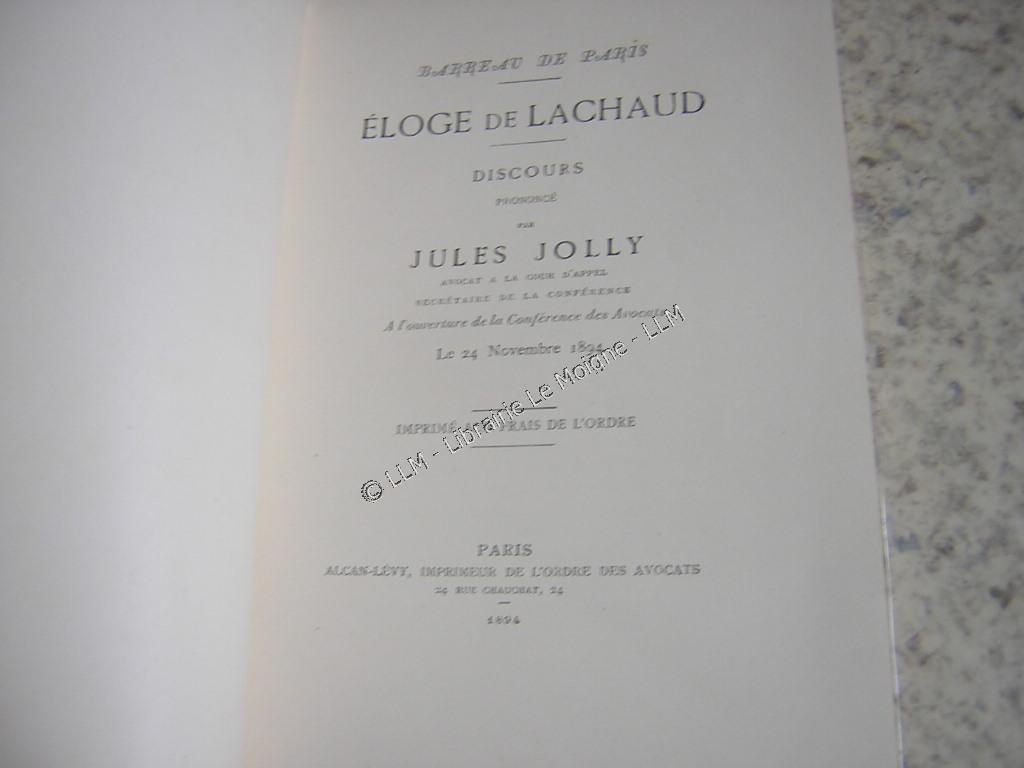 BARREAU DE PARIS
ÉLOGE DE LACHAUD
DISCOURS
PRONONCÉ
PAR
JULES JOLLY
AVOCAT A LA COUR D'APPEL
SECRÉTAIRE DE LA CONFÉRENCE
A l'ouverture de la Conférence des Avocats
Le 24 Novembre 1894
IMPRIMÉ AUX FRAIS DE L'ORDRE
© LLM - Librairie Le Moigne - LLM
PARIS
ALCAN-LÉVY, IMPRIMEUR DE L'ORDRE DES AVOCATS
24 RUE CHAUCHAT, 24
1894